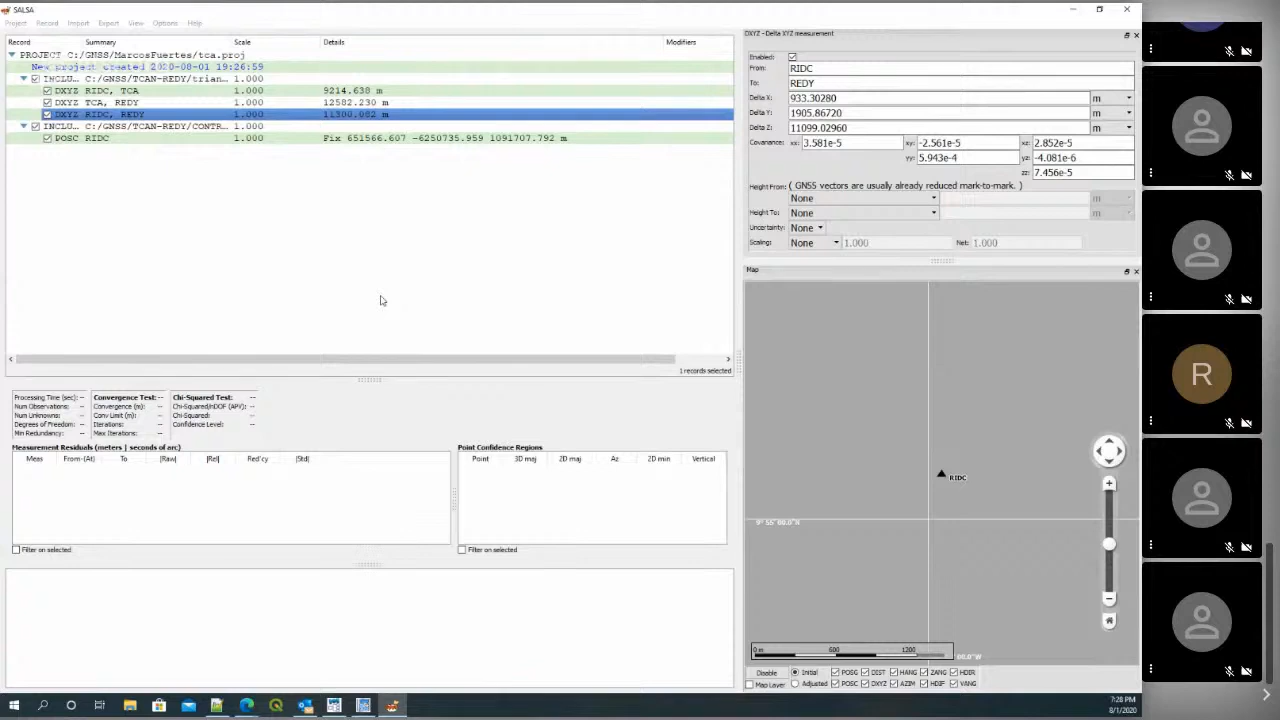 SALSA
Project Record Import Export View Options Help
Record Summary Scale Details Modifiers
PROJECT C:/GNSS/MarcosFuertes/tca.proj
New project created 2020-08-01 19:26:59
INCLU… C:/GNSS/TCAN-REDY/trian… 1.000
DXYZ RIDC, TCA 1.000 9214.638 m
DXYZ TCA, REDY 1.000 12582.230 m
DXYZ RIDC, REDY 1.000 11300.082 m
INCLU… C:/GNSS/TCAN-REDY/CONTR… 1.000
POSC RIDC 1.000 Fix 651566.607 -6250735.959 1091707.792 m
1 records selected
Processing Time (sec): -- Convergence Test: -- Chi-Squared Test: --
Num Observations: -- Convergence (m): -- Chi-Squared/nDOF (APV): --
Num Unknowns: -- Conv Limit (m): -- Chi-Squared: --
Degrees of Freedom: -- Iterations: -- Confidence Level: --
Min Redundancy: -- Max Iterations: --
Measurement Residuals (meters | seconds of arc) Point Confidence Regions
Meas From-(At) To |Raw| |Rel| Red'cy |Std| Point 3D maj 2D maj Az 2D min Vertical
Filter on selected Filter on selected
DXYZ - Delta XYZ measurement
Enabled:
From: RIDC
To: REDY
Delta X: 933.30280 m
Delta Y: 1905.86720 m
Delta Z: 11099.02960 m
Covariance: xx: 3.581e-5 xy: -2.561e-5 xz: 2.852e-5
yy: 5.943e-4 yz: -4.081e-6
zz: 7.456e-5
Height From: ( GNSS vectors are usually already reduced mark-to-mark. )
None m
Height To: None m
Uncertainty: None
Scaling: None 1.000 Net: 1.000
Map
RIDC
9° 55' 00.0"N
0 m 600 1200
00.0"W
Disable Initial POSG DIST HANG ZANG HDIR
Map Layer Adjusted POSC DXYZ AZIM HDIF VANG
7:28 PM
8/1/2020
R